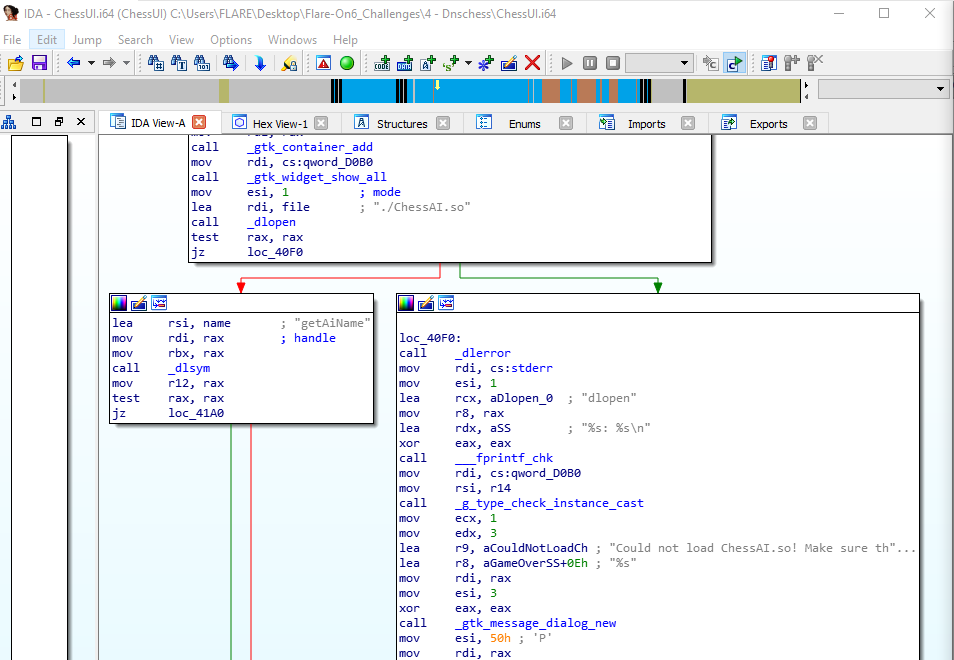 IDA - ChessUI.i64 (ChessUI) C:\Users\FLARE\Desktop\Flare-On6_Challenges\4 - Dnschess\ChessUI.i64
File Edit Jump Search View Options Windows Help
IDA View-A Hex View-1 Structures Enums Imports Exports
call _gtk_container_add
mov rdi, cs:qword_D0B0
call _gtk_widget_show_all
mov esi, 1 ; mode
lea rdi, file ; "./ChessAI.so"
call _dlopen
test rax, rax
jz loc_40F0
lea rsi, name ; "getAiName"
mov rdi, rax ; handle
mov rbx, rax
call _dlsym
mov r12, rax
test rax, rax
jz loc_41A0
loc_40F0:
call _dlerror
mov rdi, cs:stderr
mov esi, 1
lea rcx, aDlopen_0 ; "dlopen"
mov r8, rax
lea rdx, aSS ; "%s: %s\n"
xor eax, eax
call ___fprintf_chk
mov rdi, cs:qword_D0B0
mov rsi, r14
call _g_type_check_instance_cast
mov ecx, 1
mov edx, 3
lea r9, aCouldNotLoadCh ; "Could not load ChessAI.so! Make sure th"...
lea r8, aGameOverSS+0Eh ; "%s"
mov rdi, rax
mov esi, 3
xor eax, eax
call _gtk_message_dialog_new
mov esi, 50h ; 'P'
mov rdi, rax